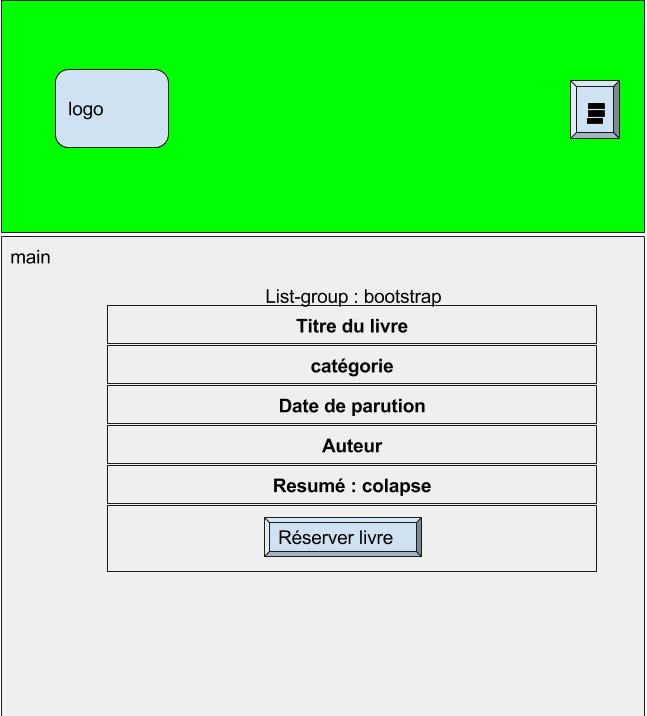 logo
main
List-group : bootstrap
Titre du livre
catégorie
Date de parution
Auteur
Resumé : colapse
Réserver livre